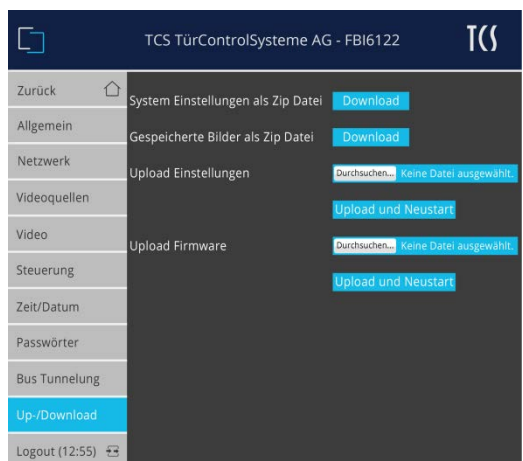 TCS TürControlSysteme AG - FBI6122
TCS
Zurück
Allgemein
Netzwerk
Videoquellen
Video
Steuerung
Zeit/Datum
Passwörter
Bus Tunnelung
Up-/Download
Logout (12:55)
System Einstellungen als Zip Datei Download
Gespeicherte Bilder als Zip Datei Download
Upload Einstellungen Durchsuchen... Keine Datei ausgewählt.
Upload und Neustart
Upload Firmware Durchsuchen... Keine Datei ausgewählt.
Upload und Neustart